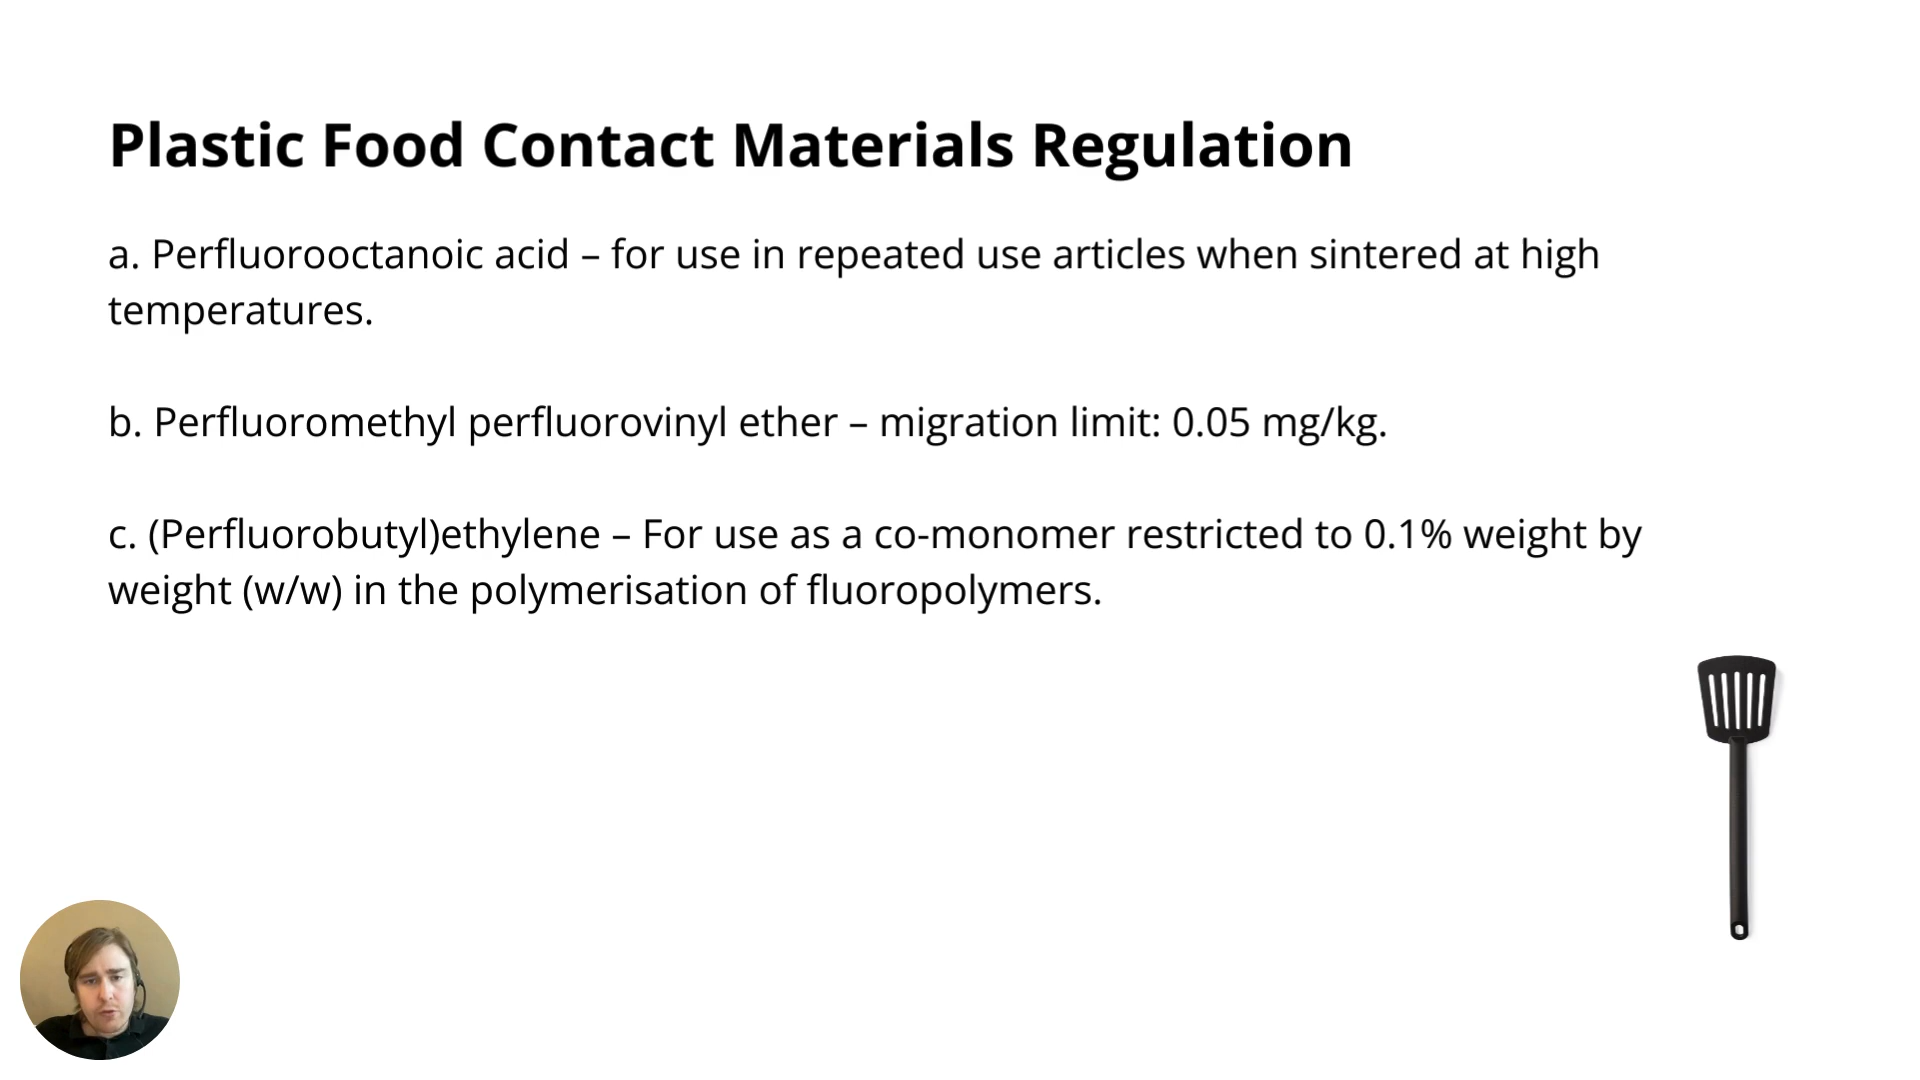 Plastic Food Contact Materials Regulation
a. Perfluorooctanoic acid – for use in repeated use articles when sintered at high
temperatures.
b. Perfluoromethyl perfluorovinyl ether – migration limit: 0.05 mg/kg.
c. (Perfluorobutyl)ethylene – For use as a co-monomer restricted to 0.1% weight by
weight (w/w) in the polymerisation of fluoropolymers.